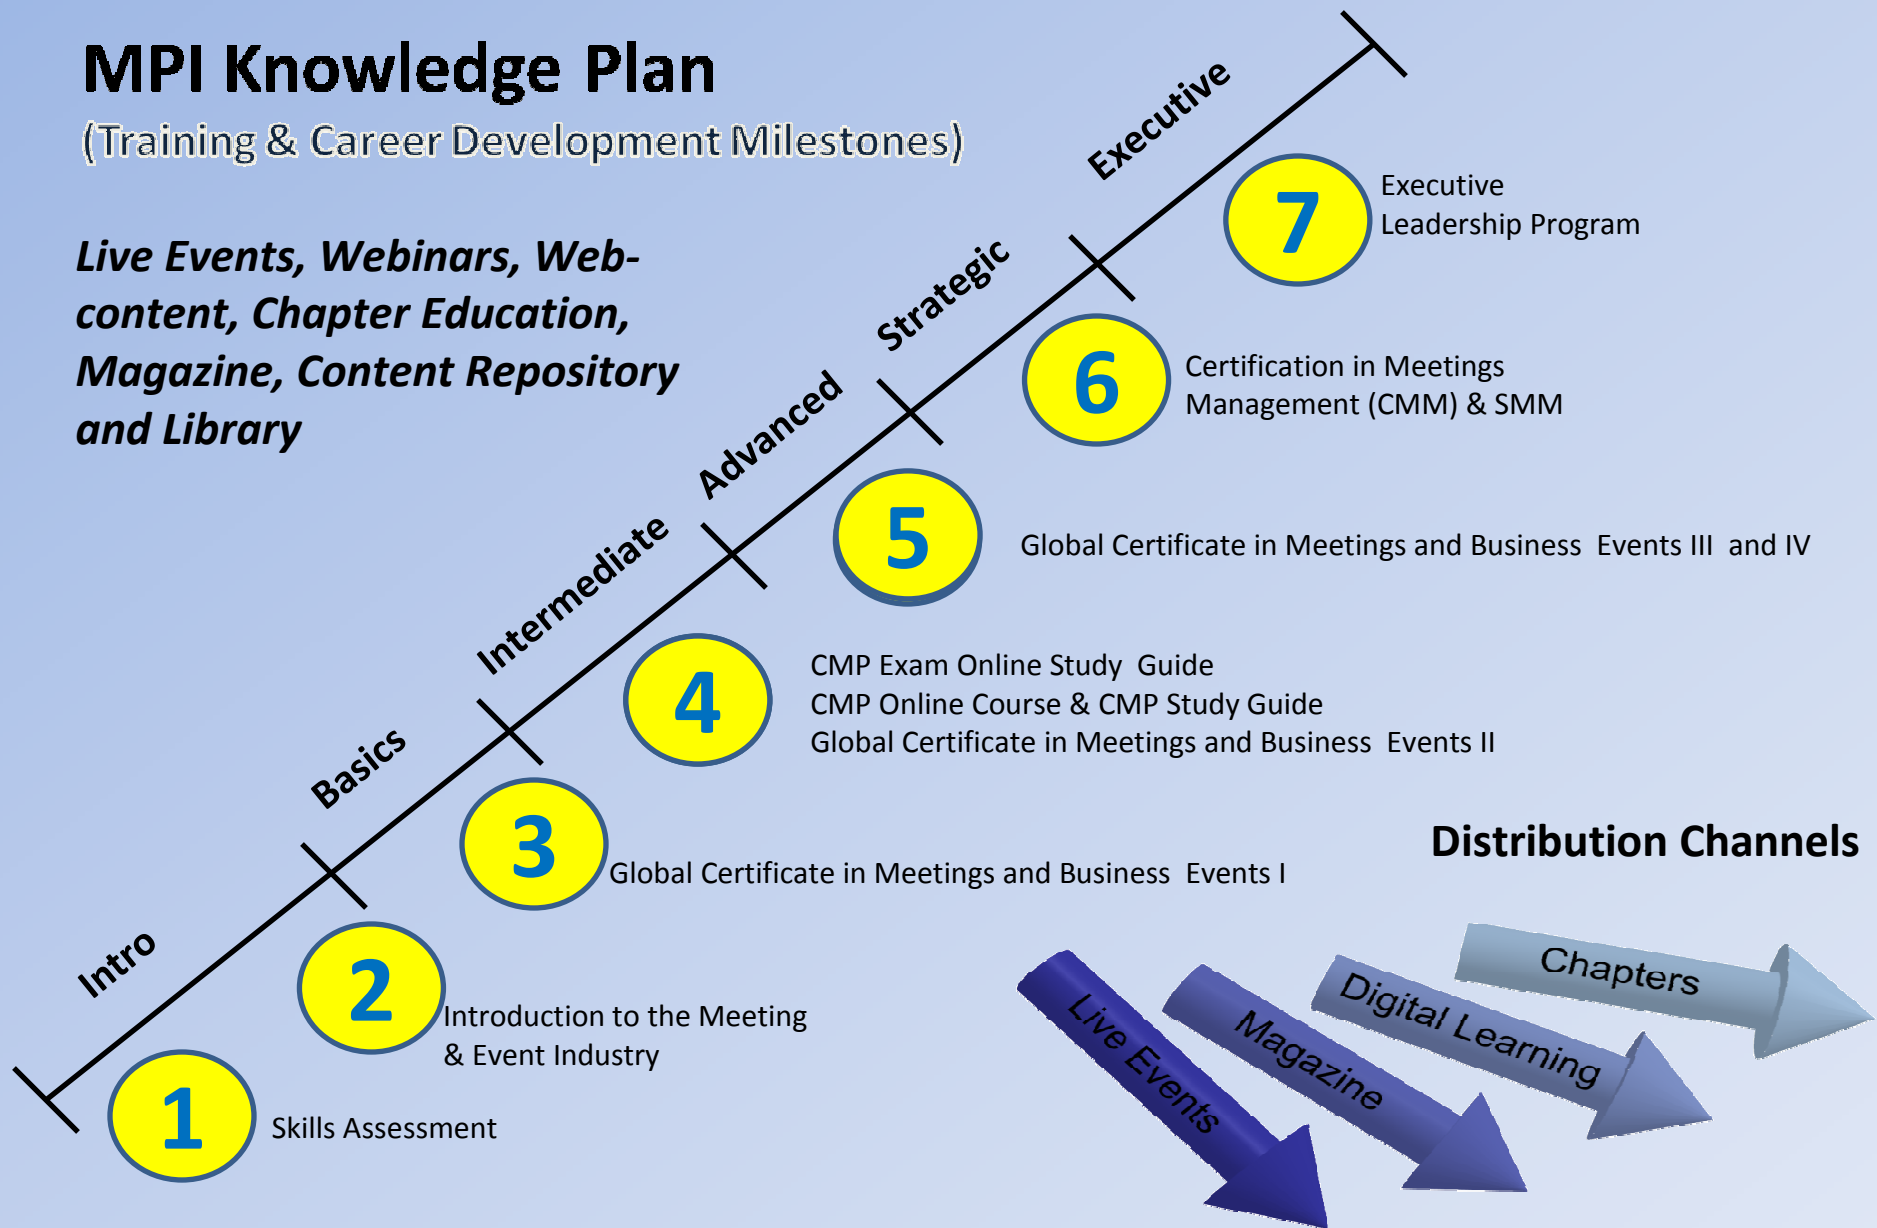 MPI Knowledge Plan
(Training & Career Development Milestones)
Live Events, Webinars, Web-
content, Chapter Education,
Magazine, Content Repository
and Library
Executive
7
Executive
Leadership Program
Strategic
6
Certification in Meetings
Management (CMM) & SMM
Advanced
5
Global Certificate in Meetings and Business Events III and IV
Intermediate
4
CMP Exam Online Study Guide
CMP Online Course & CMP Study Guide
Global Certificate in Meetings and Business Events II
Basics
3
Global Certificate in Meetings and Business Events I
Intro
2
Introduction to the Meeting
& Event Industry
1
Skills Assessment
Distribution Channels
Live Events
Magazine
Digital Learning
Chapters